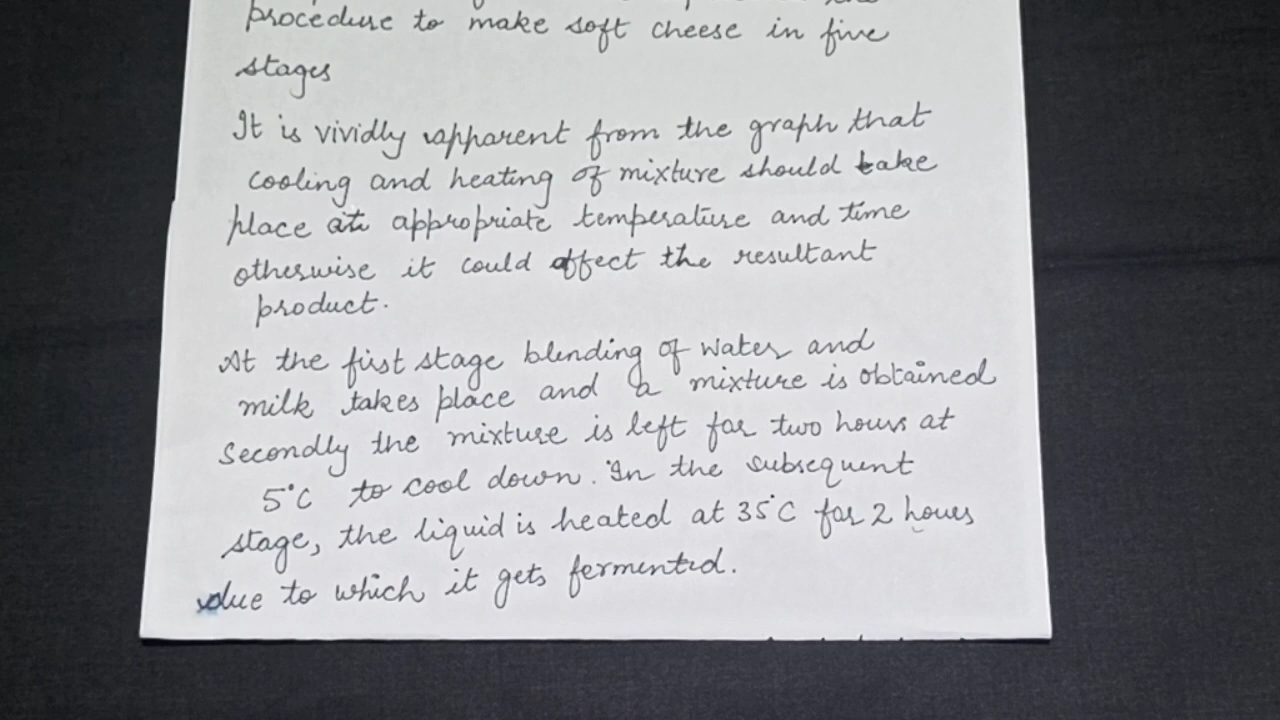 procedure to make soft cheese in five
stages
It is vividly apparent from the graph that
cooling and heating of mixture should take
place at appropriate temperature and time
otherwise it could affect the resultant
product.
At the first stage blending of water and
milk takes place and a mixture is obtained
Secondly the mixture is left for two hours at
5°C to cool down. In the subsequent
stage, the liquid is heated at 35°C for 2 hours
due to which it gets fermented.